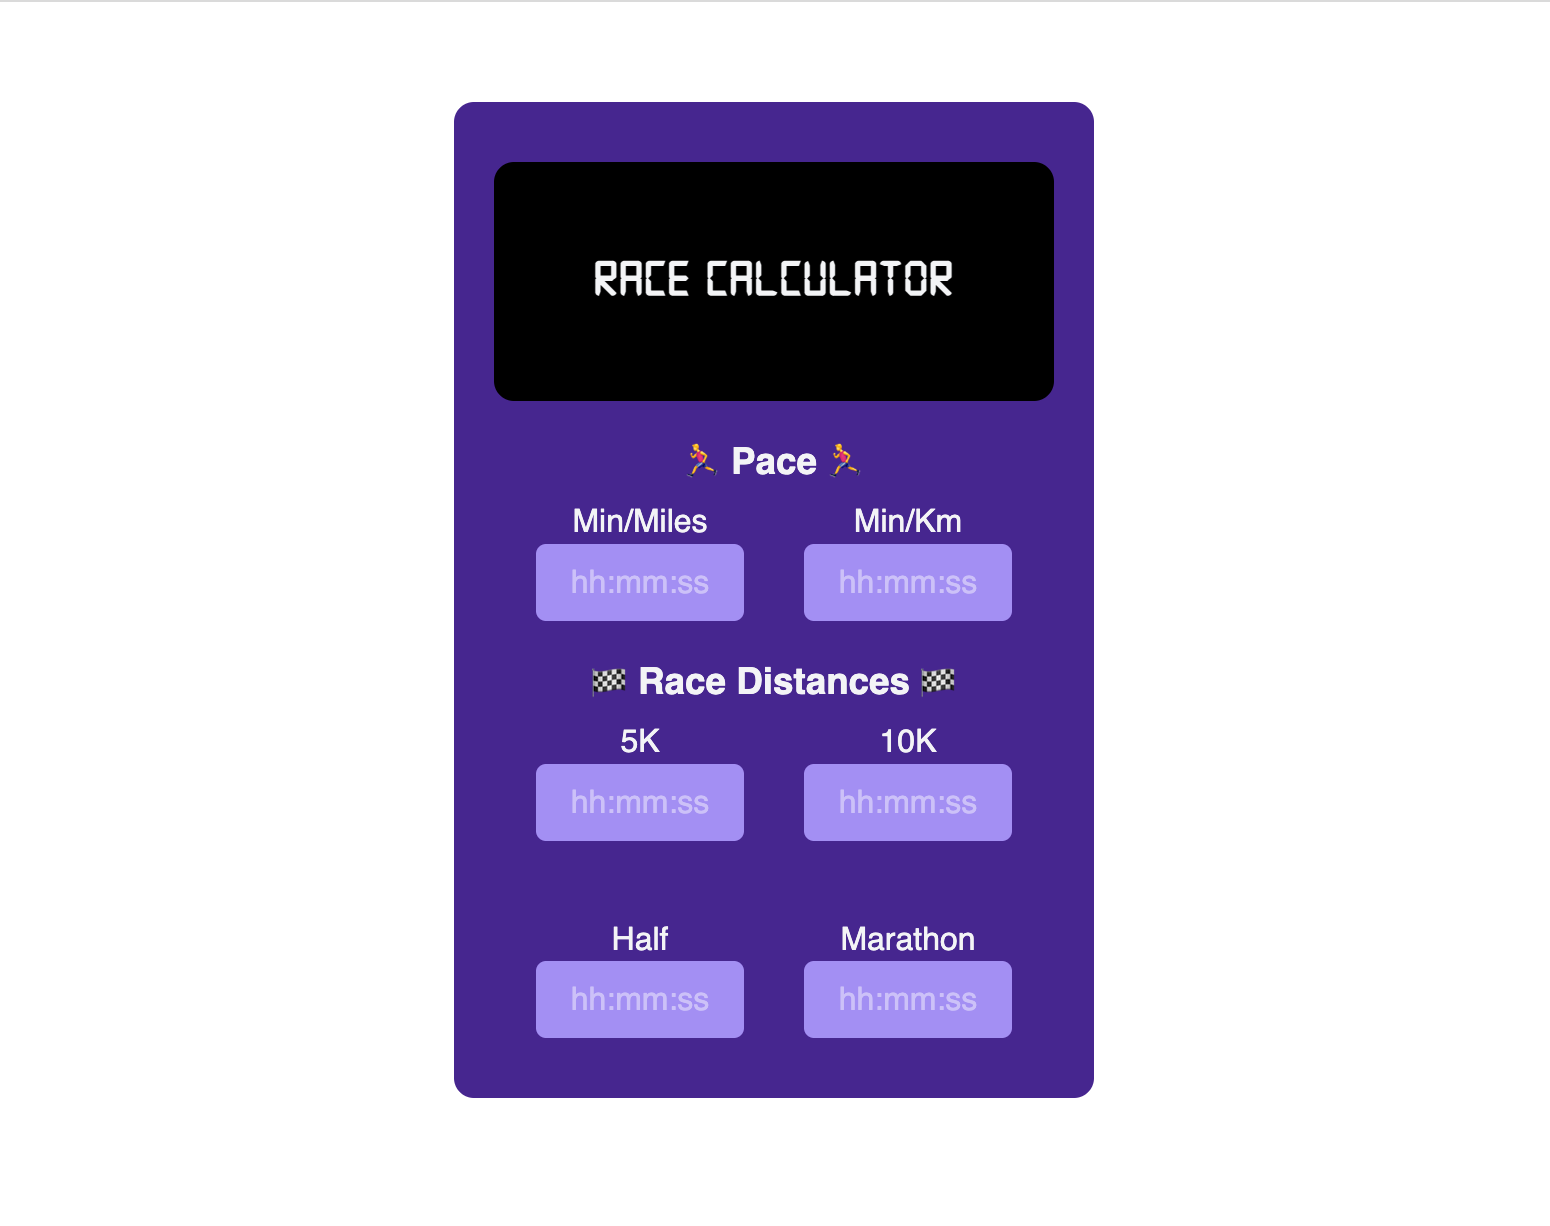 RACE CALCULATOR
🏃 Pace 🏃
Min/Miles Min/Km
hh:mm:ss hh:mm:ss
🏁 Race Distances 🏁
5K 10K
hh:mm:ss hh:mm:ss
Half Marathon
hh:mm:ss hh:mm:ss